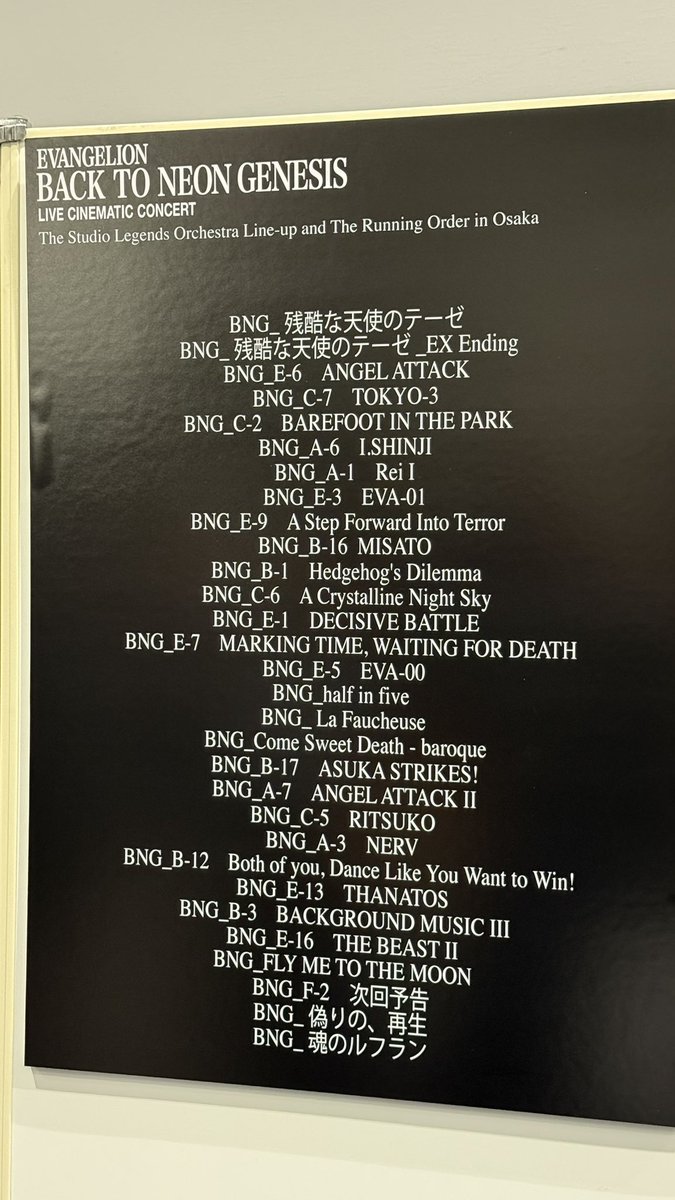 EVANGELION
BACK TO NEON GENESIS
LIVE CINEMATIC CONCERT
The Studio Legends Orchestra Line-up and The Running Order in Osaka
BNG_ 残酷な天使のテーゼ
BNG_ 残酷な天使のテーゼ _EX Ending
BNG_E-6 ANGEL ATTACK
BNG_C-7 TOKYO-3
BNG_C-2 BAREFOOT IN THE PARK
BNG_A-6 I.SHINJI
BNG_A-1 Rei I
BNG_E-3 EVA-01
BNG_E-9 A Step Forward Into Terror
BNG_B-16 MISATO
BNG_B-1 Hedgehog's Dilemma
BNG_C-6 A Crystalline Night Sky
BNG_E-1 DECISIVE BATTLE
BNG_E-7 MARKING TIME, WAITING FOR DEATH
BNG_E-5 EVA-00
BNG_half in five
BNG_ La Faucheuse
BNG_Come Sweet Death - baroque
BNG_B-17 ASUKA STRIKES!
BNG_A-7 ANGEL ATTACK II
BNG_C-5 RITSUKO
BNG_A-3 NERV
BNG_B-12 Both of you, Dance Like You Want to Win!
BNG_E-13 THANATOS
BNG_B-3 BACKGROUND MUSIC III
BNG_E-16 THE BEAST II
BNG_FLY ME TO THE MOON
BNG_F-2 次回予告
BNG_ 偽りの、再生
BNG_ 魂のルフラン